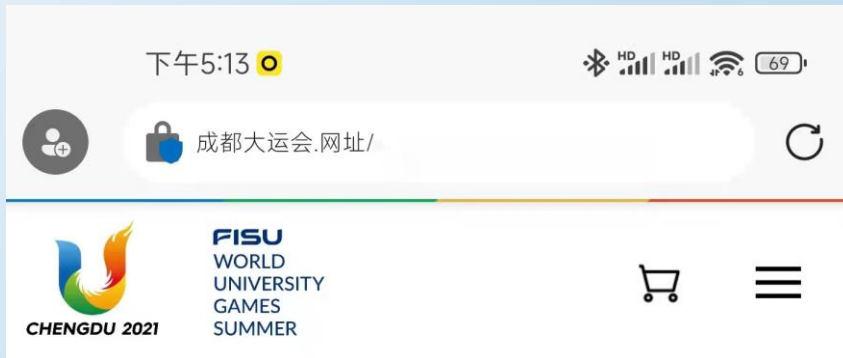 下午5:13
HD HD 6 69
成都大运会.网址/
FISU
WORLD
UNIVERSITY
GAMES
SUMMER
CHENGDU 2021